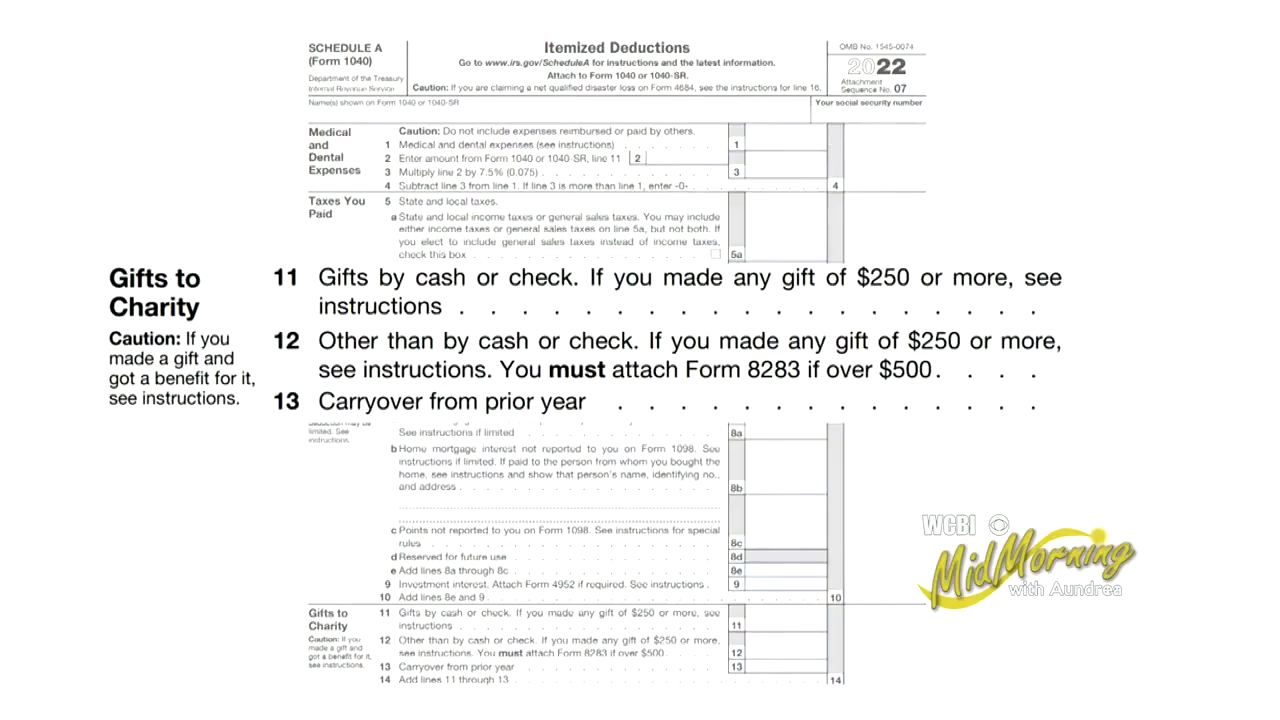 SCHEDULE A
(Form 1040)
Department of the Treasury
Internal Revenue Service
Itemized Deductions
Go to www.irs.gov/ScheduleA for instructions and the latest information.
Attach to Form 1040 or 1040-SR.
Caution: If you are claiming a net qualified disaster loss on Form 4684, see the instructions for line 16.
OMB No. 1545-0074
2022
Attachment
Sequence No. 07
Name(s) shown on Form 1040 or 1040-SR
Your social security number
Medical
and
Dental
Expenses
Caution: Do not include expenses reimbursed or paid by others.
1 Medical and dental expenses (see instructions) . . . . . . . 1
2 Enter amount from Form 1040 or 1040-SR, line 11 2
3 Multiply line 2 by 7.5% (0.075) . . . . . . . . . . . . 3
4 Subtract line 3 from line 1. If line 3 is more than line 1, enter -0- . . . . . . . . . . 4
Taxes You
Paid
5 State and local taxes.
a State and local income taxes or general sales taxes. You may include
either income taxes or general sales taxes on line 5a, but not both. If
you elect to include general sales taxes instead of income taxes,
check this box . . . . . . . . . . . . . . . . 5a
Gifts to
Charity
Caution: If you
made a gift and
got a benefit for it,
see instructions.
11 Gifts by cash or check. If you made any gift of $250 or more, see
instructions . . . . . . . . . . . . . . . . . . .
12 Other than by cash or check. If you made any gift of $250 or more,
see instructions. You must attach Form 8283 if over $500 . . . .
13 Carryover from prior year . . . . . . . . . . . . . .
limited. See
instructions.
See instructions if limited . . . . . . . . . . . . . 8a
b Home mortgage interest not reported to you on Form 1098. See
instructions if limited. If paid to the person from whom you bought the
home, see instructions and show that person's name, identifying no.,
and address . . . . . . . . . . . . . . . . 8b
c Points not reported to you on Form 1098. See instructions for special
rules . . . . . . . . . . . . . . . . . . 8c
d Reserved for future use . . . . . . . . . . . . . 8d
e Add lines 8a through 8c . . . . . . . . . . . . . 8e
9 Investment interest. Attach Form 4952 if required. See instructions . 9
10 Add lines 8e and 9 . . . . . . . . . . . . . . . . . . 10
Gifts to
Charity
Caution: If you
made a gift and
got a benefit for it,
see instructions.
11 Gifts by cash or check. If you made any gift of $250 or more, see
instructions . . . . . . . . . . . . . . . . 11
12 Other than by cash or check. If you made any gift of $250 or more,
see instructions. You must attach Form 8283 if over $500 . . . . 12
13 Carryover from prior year . . . . . . . . . . . . . 13
14 Add lines 11 through 13 . . . . . . . . . . . . . . . . . 14
WCBI
MidMorning
with Aundrea